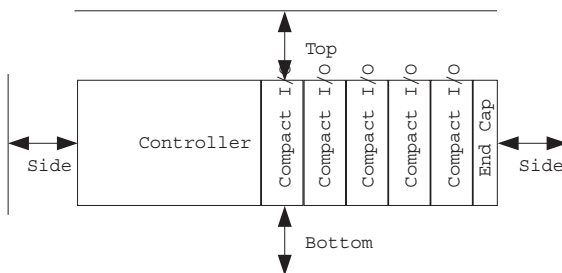 Top
Side
Controller
Compact I/O
Compact I/O
Compact I/O
Compact I/O
Compact I/O
End Cap
Side
Bottom